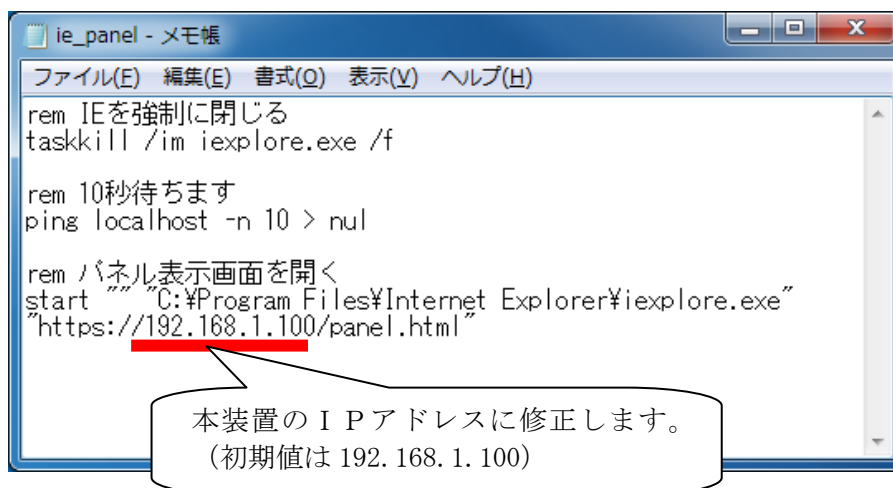 ie_panel - メモ帳
ファイル(F) 編集(E) 書式(O) 表示(V) ヘルプ(H)
rem IEを強制に閉じる
taskkill /im iexplore.exe /f
rem 10秒待ちます
ping localhost -n 10 > nul
rem パネル表示画面を開く
start "" "C:¥Program Files¥Internet Explorer¥iexplore.exe"
"https://192.168.1.100/panel.html"
本装置のIPアドレスに修正します。
(初期値は 192.168.1.100)